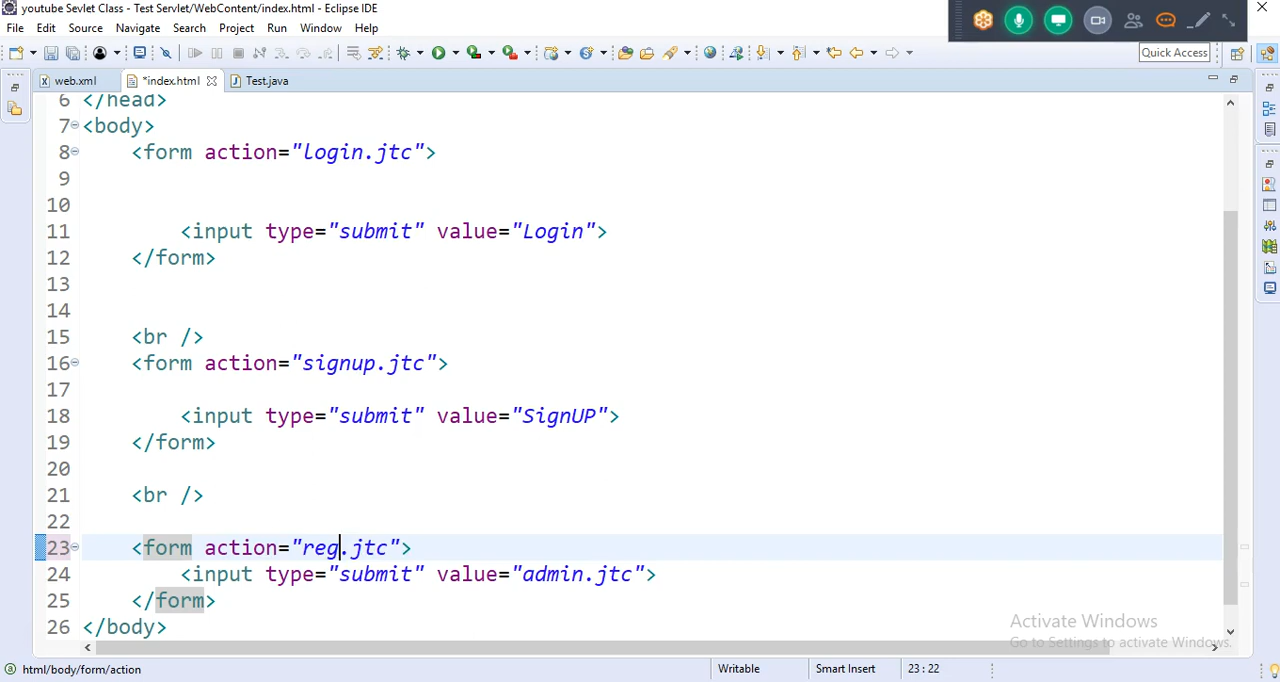 youtube Sevlet Class - Test Servlet/WebContent/index.html - Eclipse IDE
File Edit Source Navigate Search Project Run Window Help
Quick Access
web.xml *index.html Test.java
6 </head>
7 <body>
8 <form action="login.jtc">
9
10
11 <input type="submit" value="Login">
12 </form>
13
14
15 <br />
16 <form action="signup.jtc">
17
18 <input type="submit" value="SignUP">
19 </form>
20
21 <br />
22
23 <form action="reg.jtc">
24 <input type="submit" value="admin.jtc">
25 </form>
26 </body>
Activate Windows
Go to Settings to activate Windows.
html/body/form/action Writable Smart Insert 23 : 22